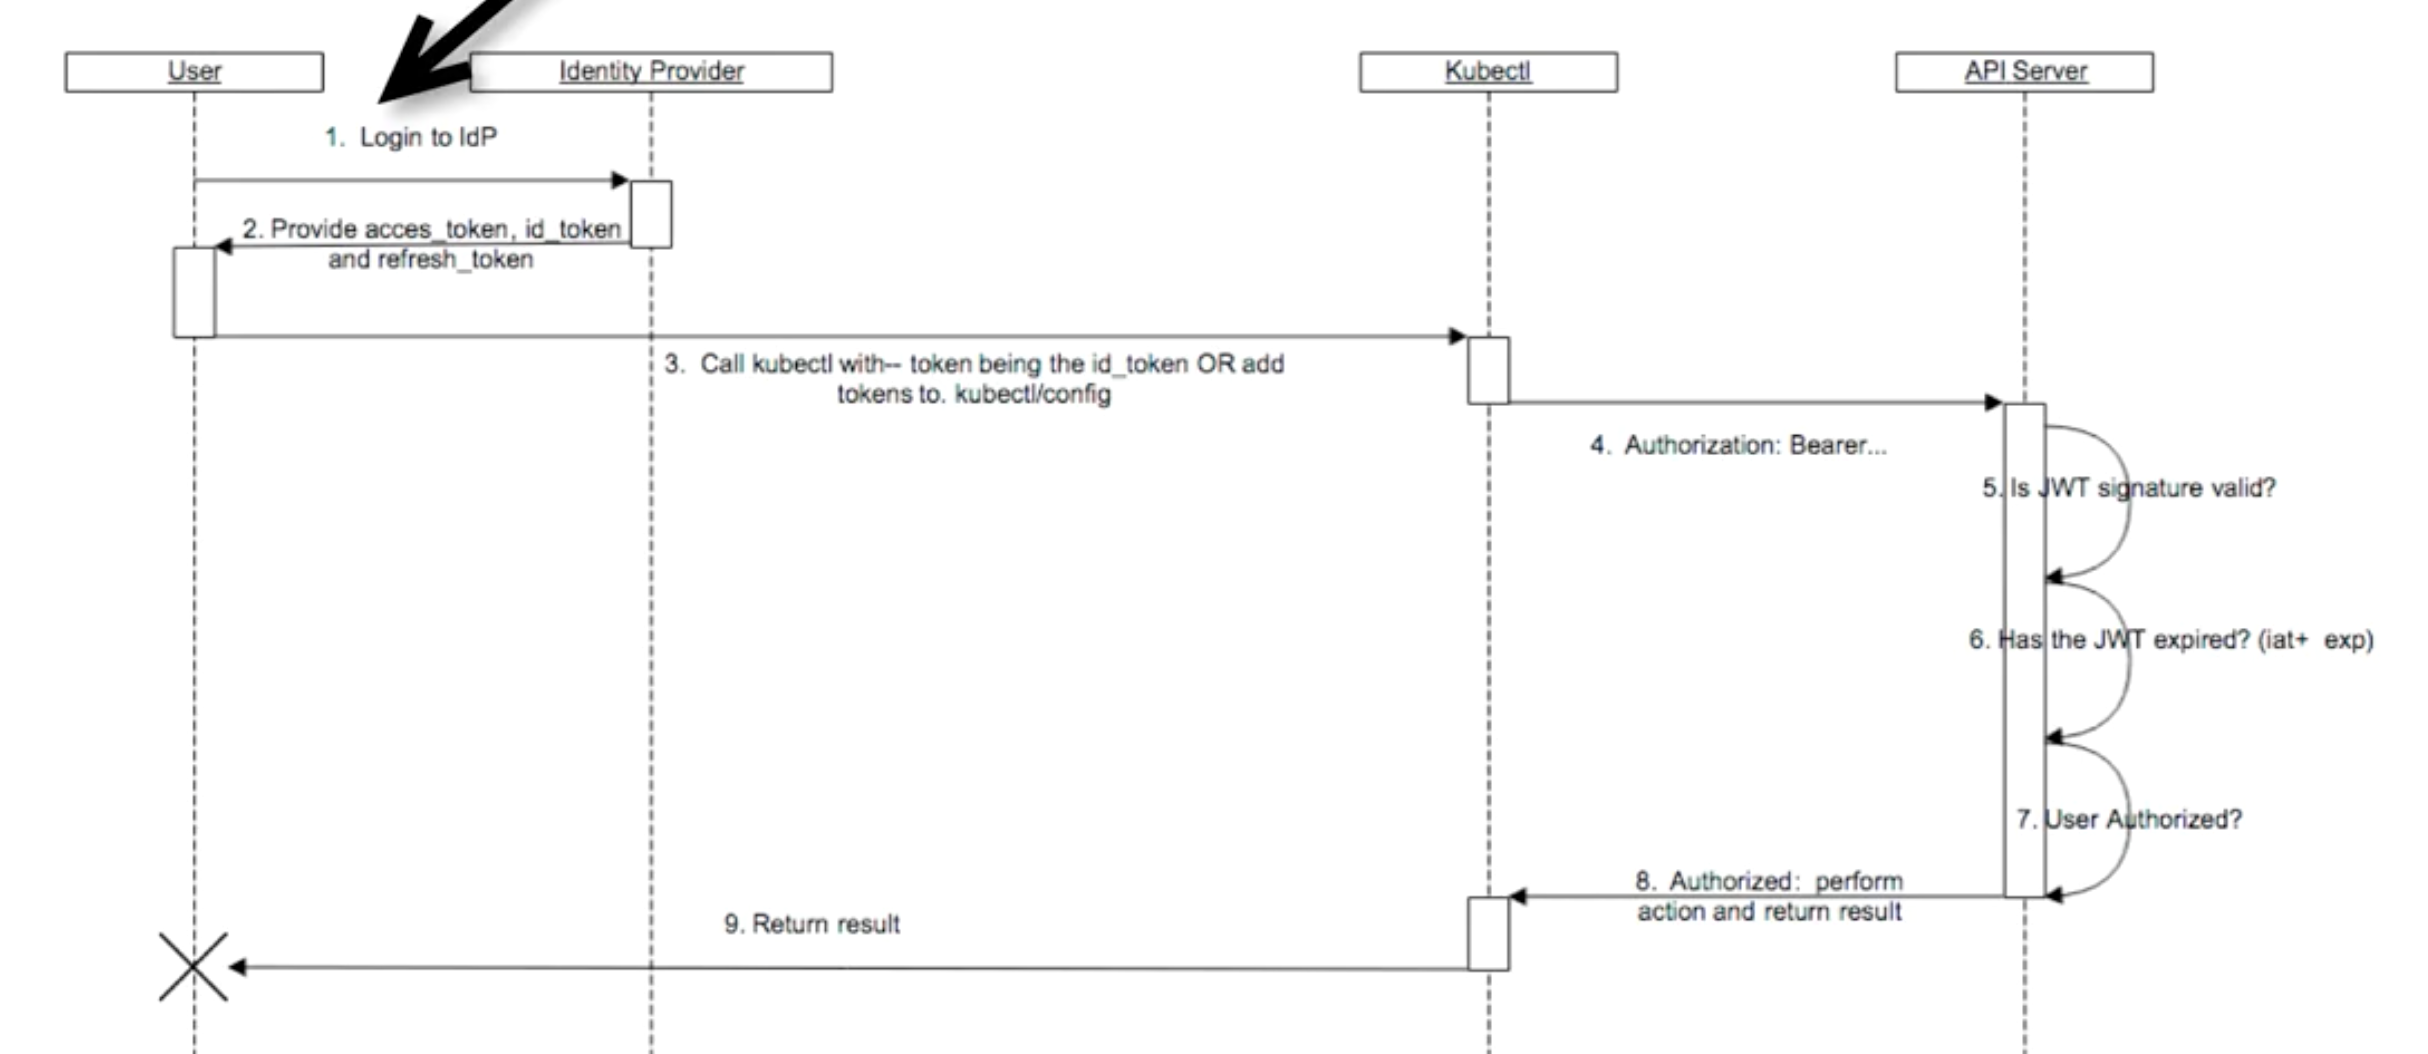 User
Identity Provider
Kubectl
API Server
1. Login to IdP
2. Provide acces_token, id_token
and refresh_token
3. Call kubectl with-- token being the id_token OR add
tokens to. kubectl/config
4. Authorization: Bearer...
5. Is JWT signature valid?
6. Has the JWT expired? (iat+ exp)
7. User Authorized?
8. Authorized: perform
action and return result
9. Return result